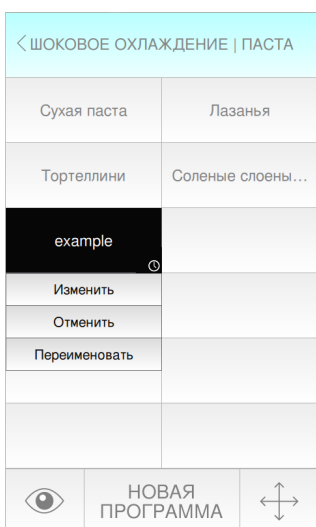 ШОКОВОЕ ОХЛАЖДЕНИЕ | ПАСТА
Сухая паста
Лазанья
Тортеллини
Соленые слоены...
example
Изменить
Отменить
Переименовать
НОВАЯ
ПРОГРАММА